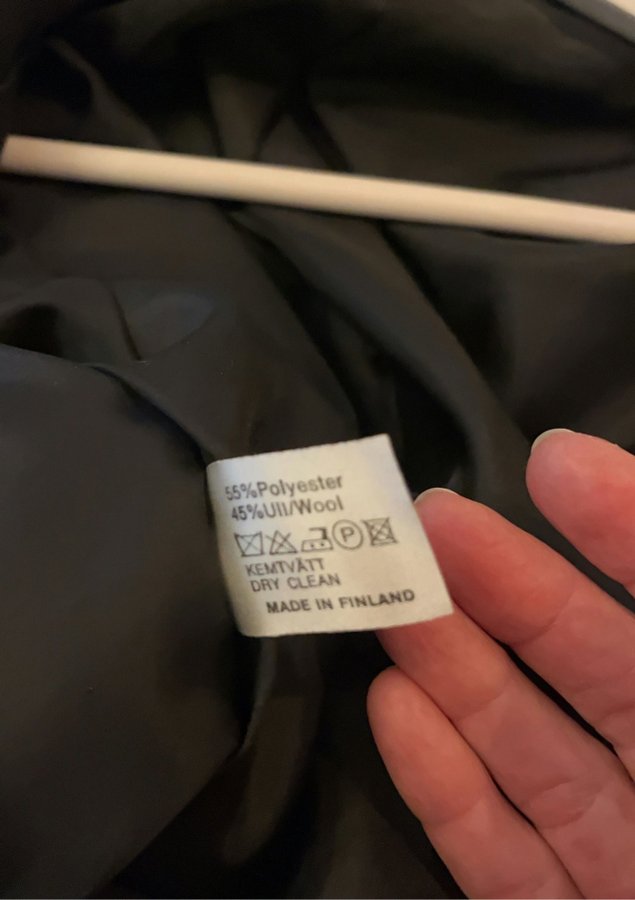 55%Polyester
45%Ull/Wool
P
KEMTVÄTT
DRY CLEAN
MADE IN FINLAND